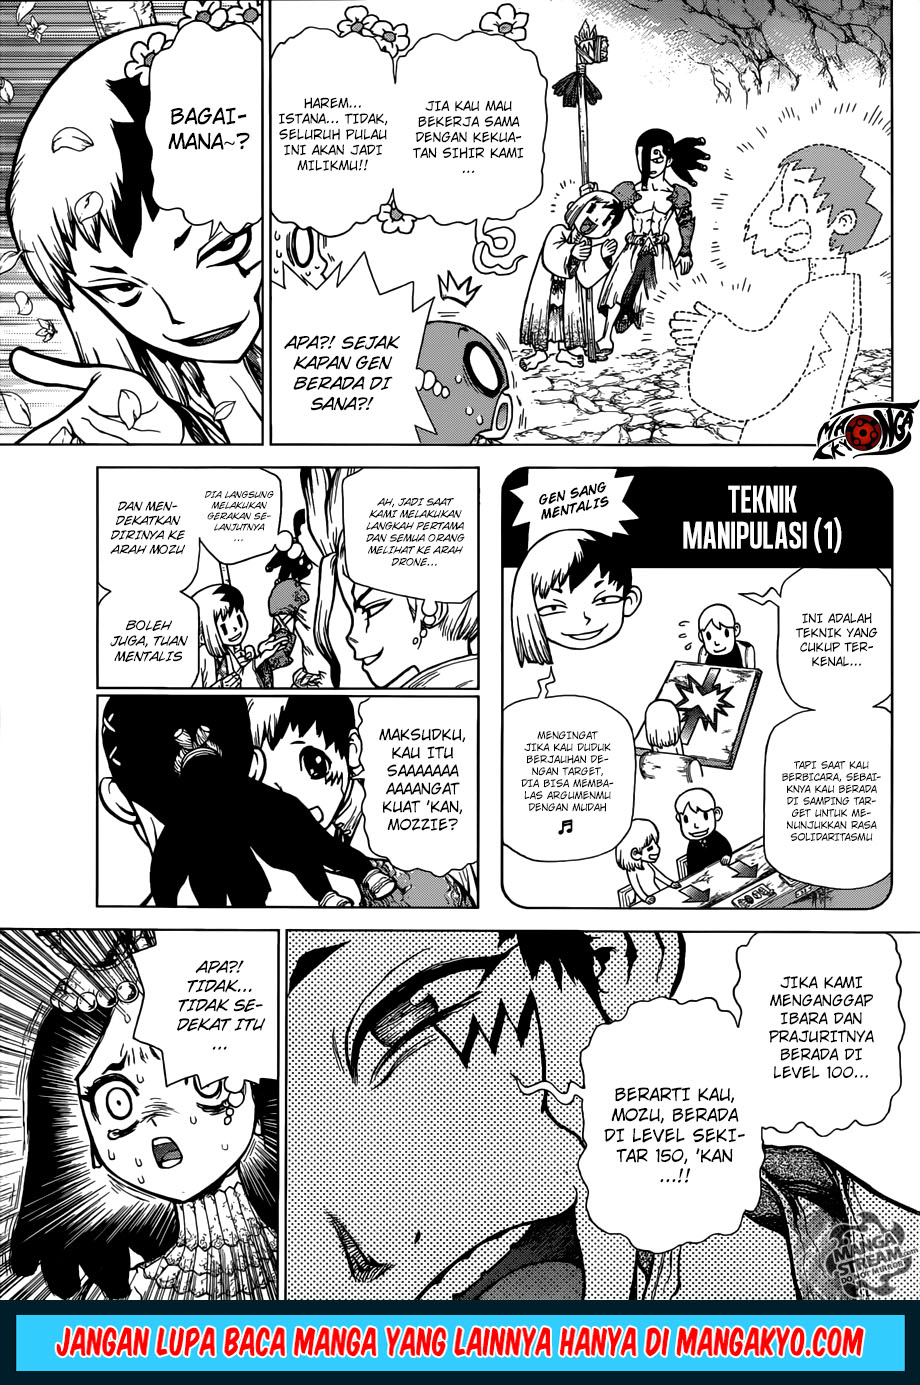 JIA KAU MAU
BEKERJA SAMA
DENGAN KEKUA-
TAN SIHIR KAMI
...
HAREM...
ISTANA... TIDAK,
SELURUH PULAU
INI AKAN JADI
MILIKMU!!
BAGAI-
MANA~?
APA?! SEJAK
KAPAN GEN
BERADA DI
SANA?!
MANGA
KYO
GEN SANG
MENTALIS
TEKNIK
MANIPULASI (1)
INI ADALAH
TEKNIK YANG
CUKUP TER-
KENAL...
MENGINGAT
JIKA KAU DUDUK
BERJAUHAN DE-
NGAN TARGET,
DIA BISA MEMBA-
LAS ARGUMENMU
DENGAN MUDAH
♬
TAPI SAAT KAU
BERBICARA, SEBAI-
KNYA KAU BERADA
DI SAMPING TAR-
GET UNTUK ME-
NUNJUKKAN RASA
SOLIDARITASMU
AH, JADI SAAT
KAMI MELAKUKAN
LANGKAH PERTAMA
DAN SEMUA ORANG
MELIHAT KE ARAH
DRONE...
DIA LANGSUNG
MELAKUKAN
GERAKAN SE-
LANJUTNYA
...
DAN MEN-
DEKATKAN
DIRINYA KE
ARAH MOZU
BOLEH
JUGA, TUAN
MENTALIS
MAKSUDKU,
KAU ITU
SAAAAAAA
AAAAANGAT
KUAT 'KAN,
MOZZIE?
JIKA KAMI
MENGANGGAP
IBARA DAN
PRAJURITNYA
BERADA DI
LEVEL 100...
BERARTI KAU,
MOZU, BERADA
DI LEVEL SEKI-
TAR 150, 'KAN
...!!
APA?!
TIDAK...
TIDAK SE-
DEKAT ITU
...
MANGA
STREAM
JANGAN LUPA BACA MANGA YANG LAINNYA HANYA DI MANGAKYO.COM